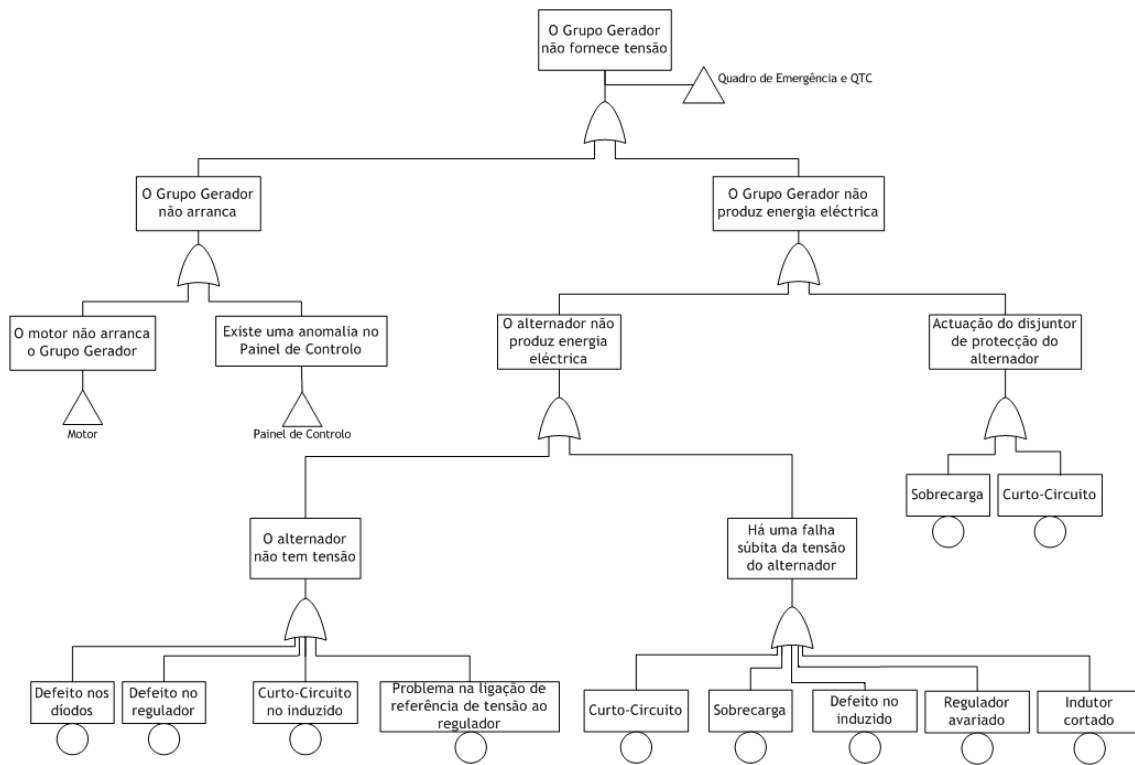 O Grupo Gerador
não fornece tensão
Quadro de Emergência e QTC
O Grupo Gerador
não arranca
O Grupo Gerador não
produz energia eléctrica
O motor não arranca
o Grupo Gerador
Existe uma anomalia no
Painel de Controlo
O alternador não
produz energia
eléctrica
Actuação do disjuntor
de protecção do
alternador
Motor
Painel de Controlo
Sobrecarga
Curto-Circuito
O alternador
não tem tensão
Há uma falha
súbita da tensão
do alternador
Defeito nos
díodos
Defeito no
regulador
Curto-Circuito
no induzido
Problema na ligação de
referência de tensão ao
regulador
Curto-Circuito
Sobrecarga
Defeito no
induzido
Regulador
avariado
Indutor
cortado